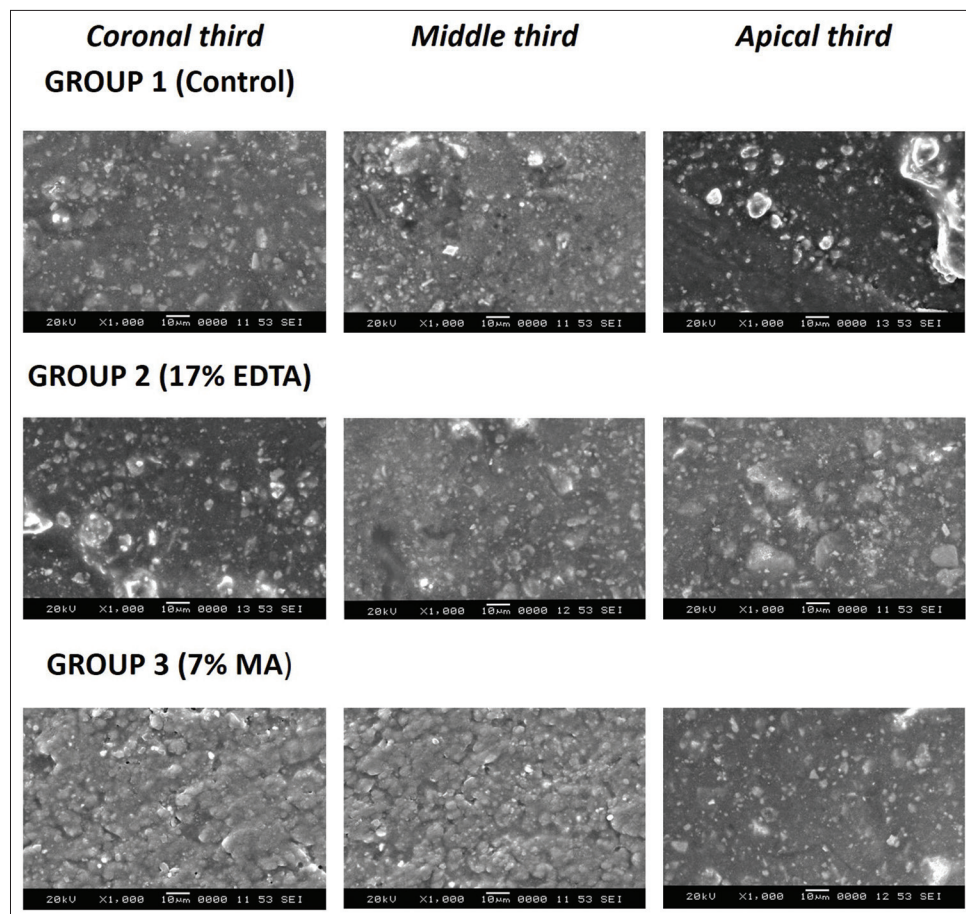 Coronal third Middle third Apical third
GROUP 1 (Control)
20kV X1,000 10µm 0000 11 53 SEI
20kV X1,000 10µm 0000 11 53 SEI
20kV X1,000 10µm 0000 13 53 SEI
GROUP 2 (17% EDTA)
20kV X1,000 10µm 0000 13 53 SEI
20kV X1,000 10µm 0000 12 53 SEI
20kV X1,000 10µm 0000 11 53 SEI
GROUP 3 (7% MA)
20kV X1,000 10µm 0000 11 53 SEI
20kV X1,000 10µm 0000 11 53 SEI
20kV X1,000 10µm 0000 12 53 SEI